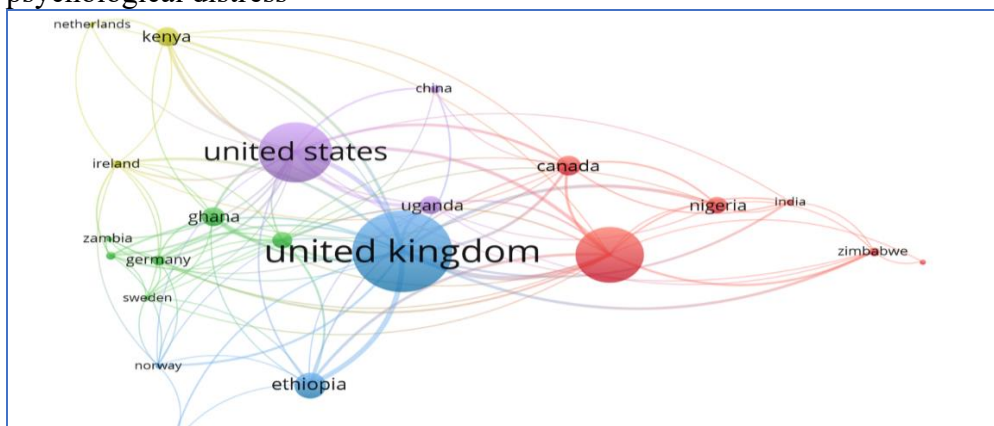 psychological distress
netherlands
kenya
china
united states
ireland
canada
uganda
nigeria
india
ghana
zambia
united kingdom
zimbabwe
germany
sweden
norway
ethiopia